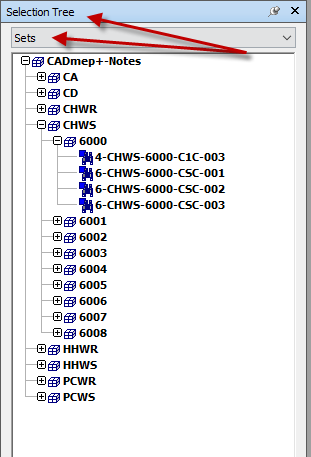 Selection Tree
Sets
CADmep+-Notes
CA
CD
CHWR
CHWS
6000
4-CHWS-6000-C1C-003
6-CHWS-6000-CSC-001
6-CHWS-6000-CSC-002
6-CHWS-6000-CSC-003
6001
6002
6003
6004
6005
6006
6007
6008
HHWR
HHWS
PCWR
PCWS